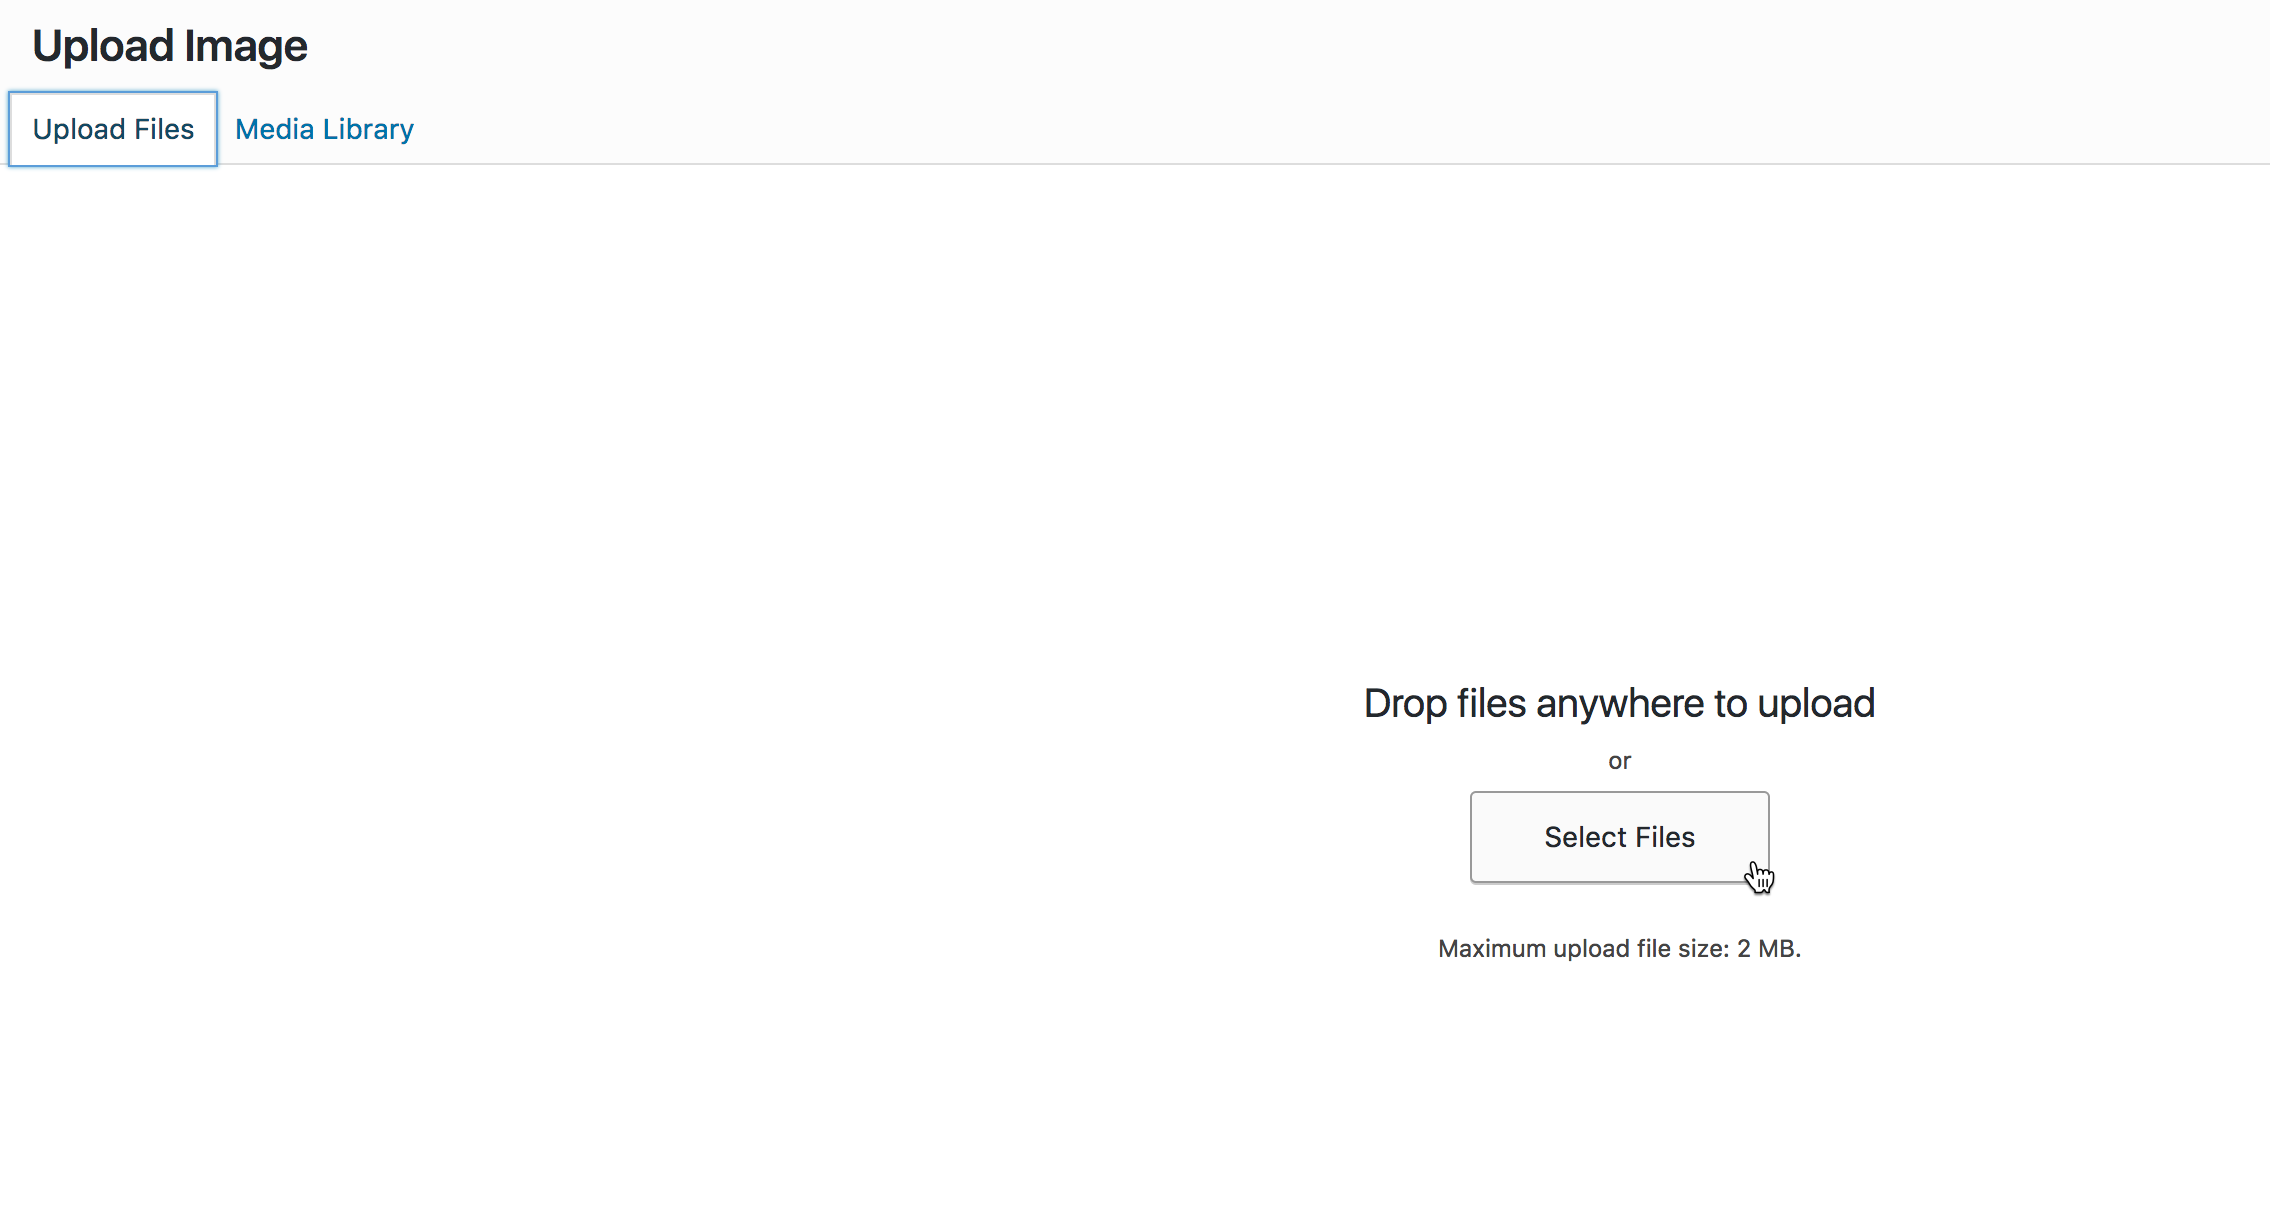 Upload Image
Upload Files
Media Library
Drop files anywhere to upload
or
Select Files
Maximum upload file size: 2 MB.